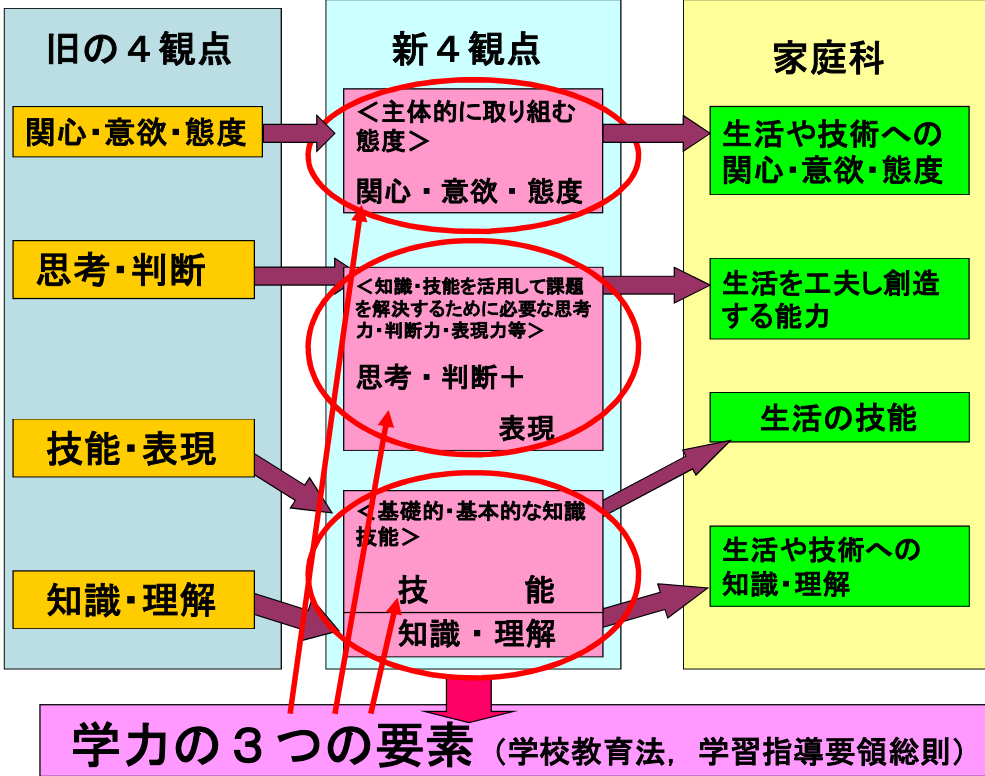 旧の４観点
関心・意欲・態度
思考・判断
技能・表現
知識・理解
新４観点
＜主体的に取り組む
態度＞
関心・意欲・態度
＜知識・技能を活用して課題
を解決するために必要な思考
力・判断力・表現力等＞
思考・判断＋
表現
＜基礎的・基本的な知識
技能＞
技　　　能
知識・理解
家庭科
生活や技術への
関心・意欲・態度
生活を工夫し創造
する能力
生活の技能
生活や技術への
知識・理解
学力の３つの要素（学校教育法，学習指導要領総則）